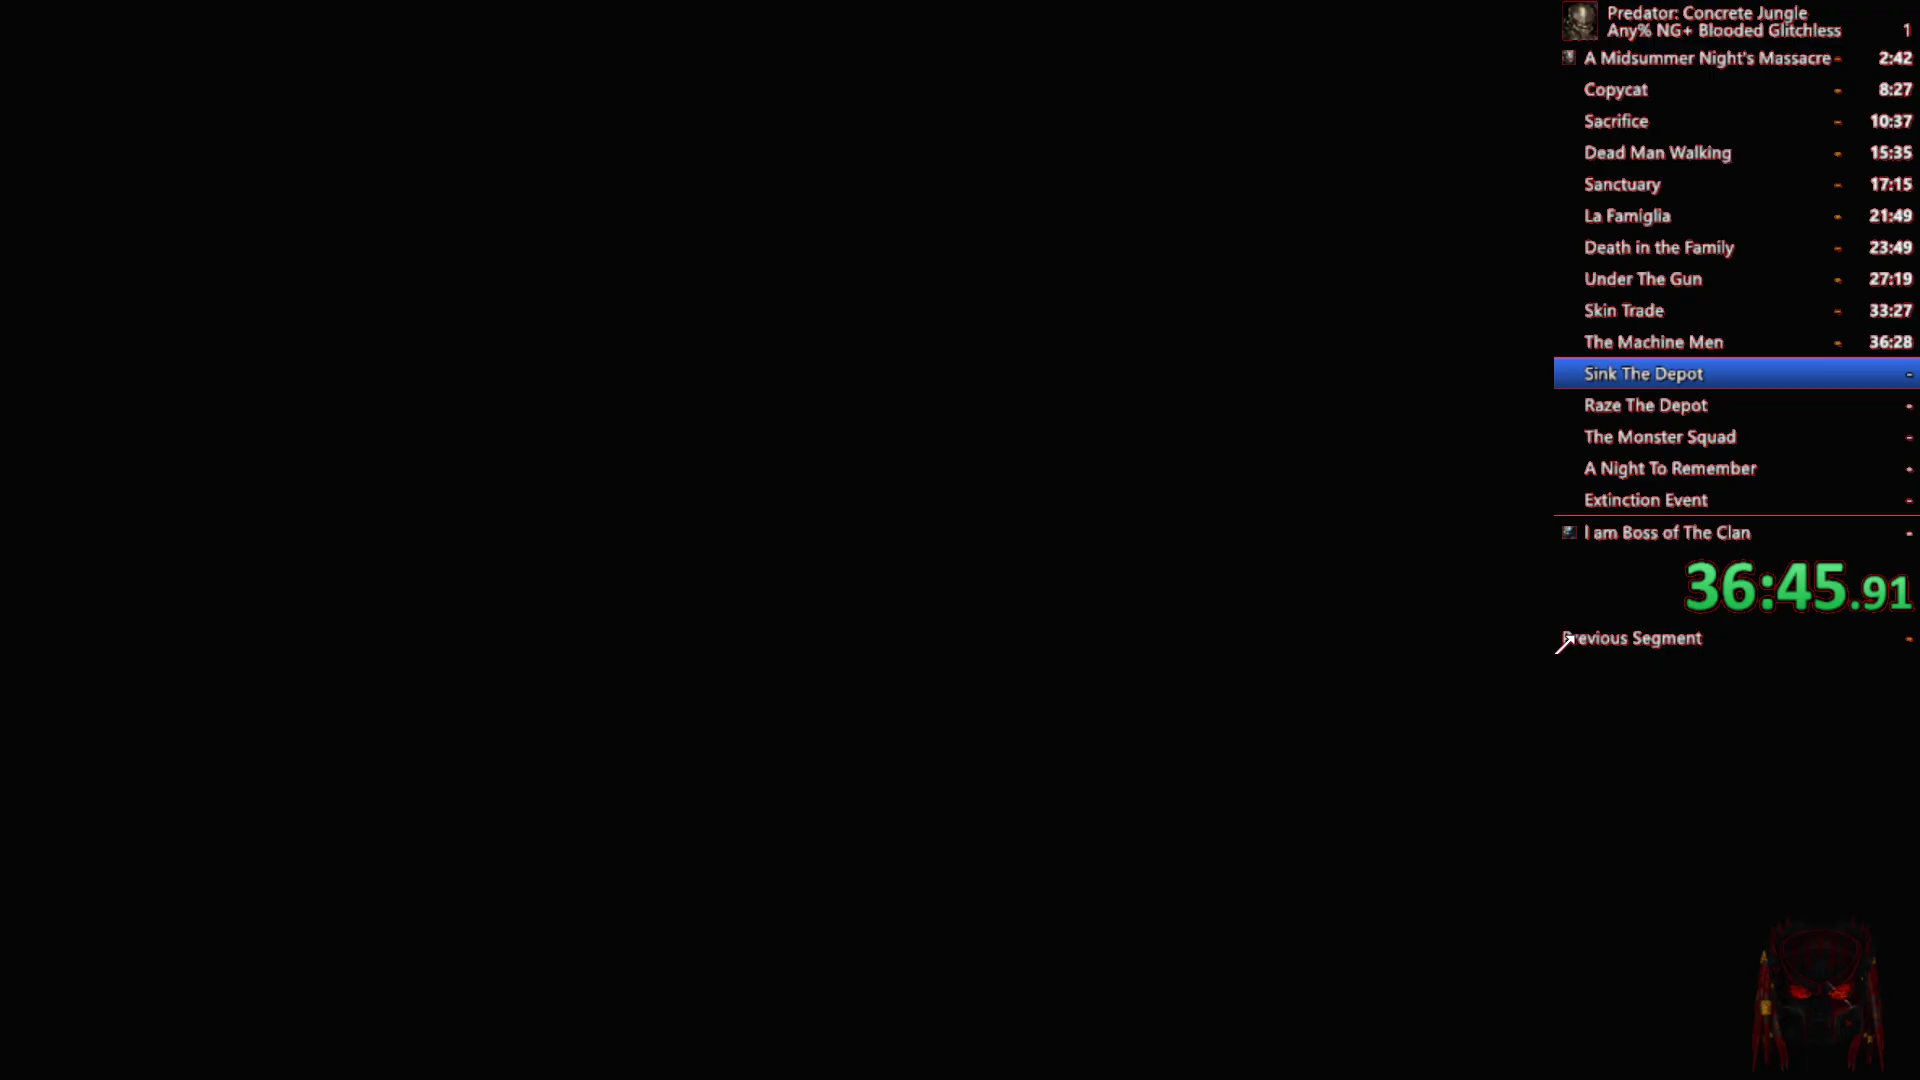 Predator: Concrete Jungle
Any% NG+ Blooded Glitchless 1
A Midsummer Night's Massacre - 2:42
Copycat - 8:27
Sacrifice - 10:37
Dead Man Walking - 15:35
Sanctuary - 17:15
La Famiglia - 21:49
Death in the Family - 23:49
Under The Gun - 27:19
Skin Trade - 33:27
The Machine Men - 36:28
Sink The Depot -
Raze The Depot -
The Monster Squad -
A Night To Remember -
Extinction Event -
I am Boss of The Clan -
36:45.91
Previous Segment -